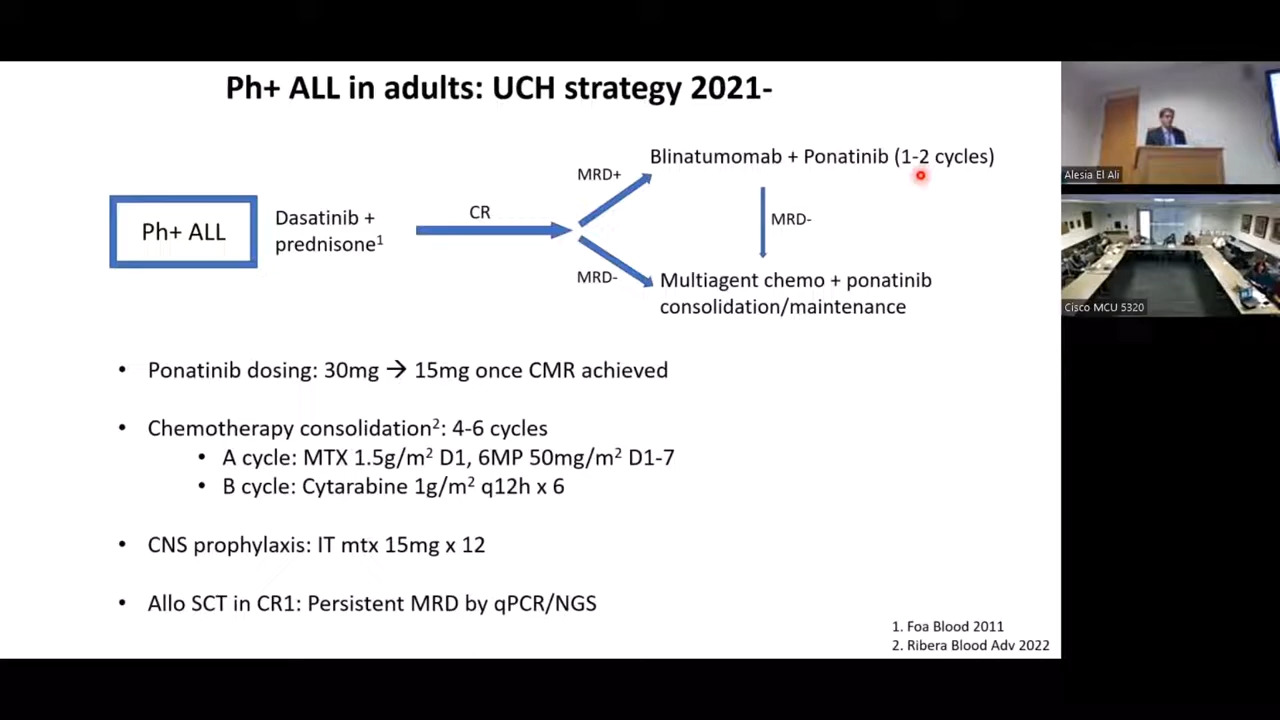 Ph+ ALL in adults: UCH strategy 2021-
Blinatumomab + Ponatinib (1-2 cycles)
MRD+
Ph+ ALL
Dasatinib +
prednisone¹
CR
MRD-
MRD-
Multiagent chemo + ponatinib
consolidation/maintenance
• Ponatinib dosing: 30mg → 15mg once CMR achieved
• Chemotherapy consolidation²: 4-6 cycles
• A cycle: MTX 1.5g/m² D1, 6MP 50mg/m² D1-7
• B cycle: Cytarabine 1g/m² q12h x 6
• CNS prophylaxis: IT mtx 15mg x 12
• Allo SCT in CR1: Persistent MRD by qPCR/NGS
1. Foa Blood 2011
2. Ribera Blood Adv 2022
Alesia El Ali
Cisco MCU 5320